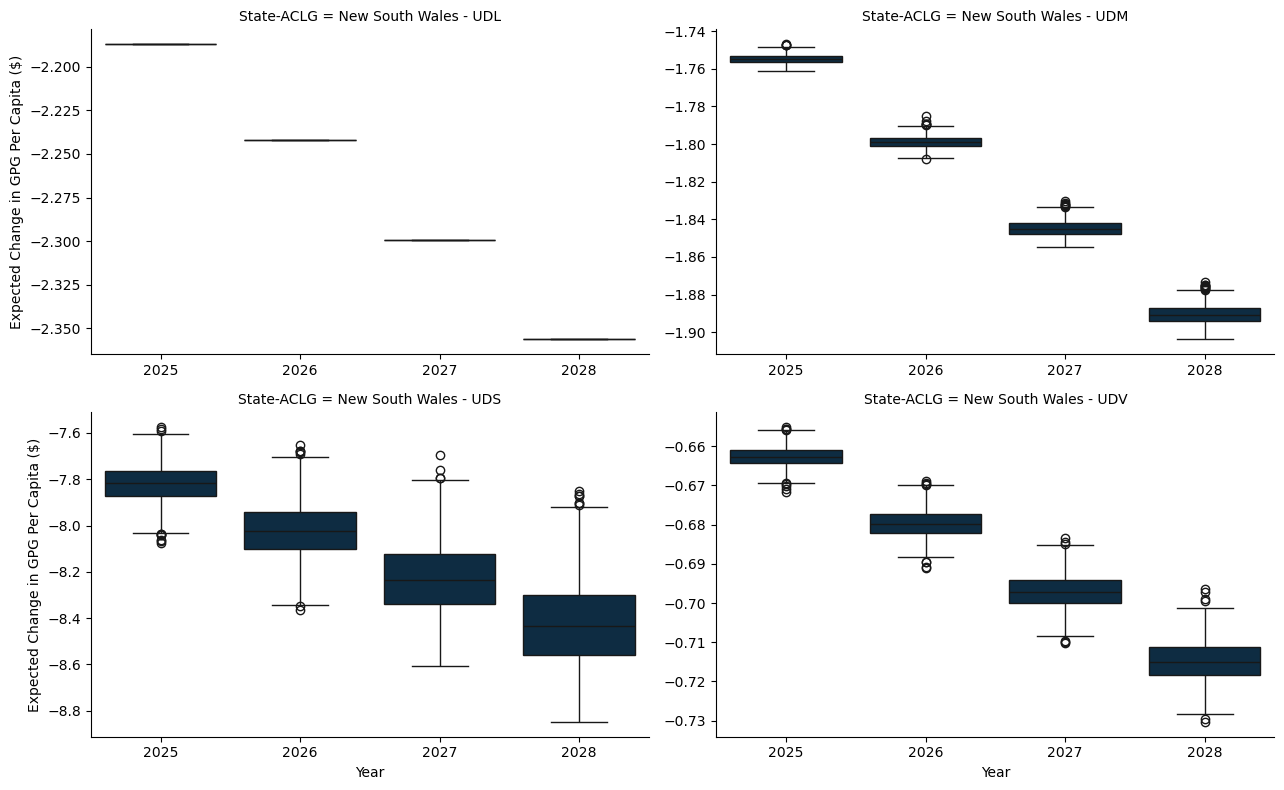 State-ACLG = New South Wales - UDL
Expected Change in GPG Per Capita ($)
−2.200
−2.225
−2.250
−2.275
−2.300
−2.325
−2.350
2025 2026 2027 2028
State-ACLG = New South Wales - UDM
−1.74
−1.76
−1.78
−1.80
−1.82
−1.84
−1.86
−1.88
−1.90
2025 2026 2027 2028
State-ACLG = New South Wales - UDS
Expected Change in GPG Per Capita ($)
−7.6
−7.8
−8.0
−8.2
−8.4
−8.6
−8.8
2025 2026 2027 2028
Year
State-ACLG = New South Wales - UDV
−0.66
−0.67
−0.68
−0.69
−0.70
−0.71
−0.72
−0.73
2025 2026 2027 2028
Year